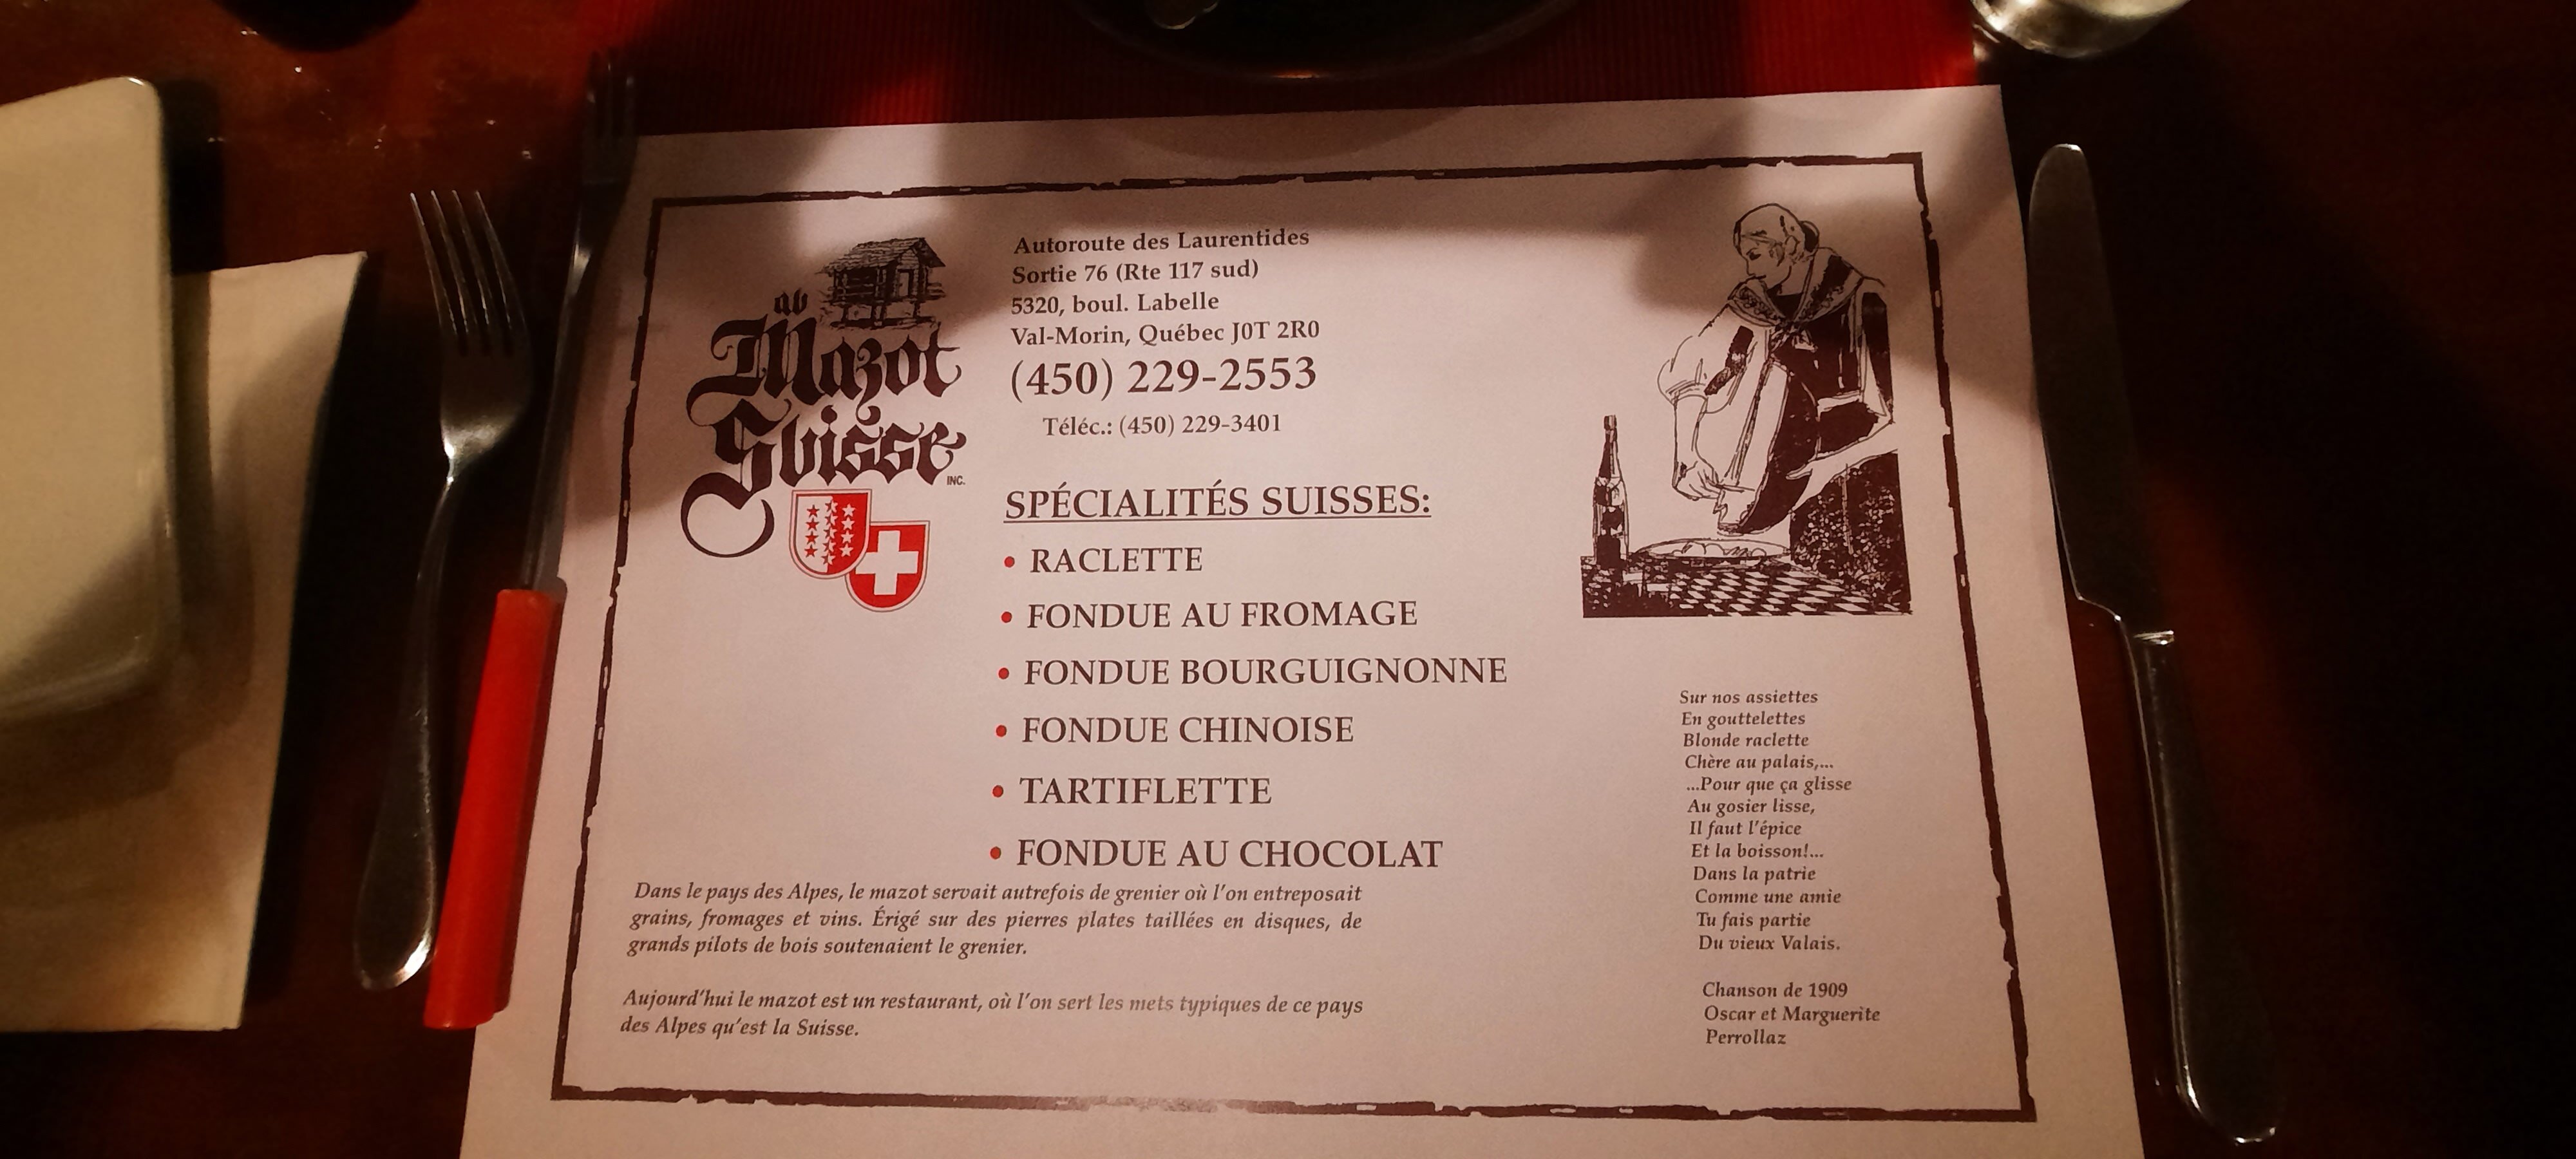 au
Mazot
Suisse
INC.
Autoroute des Laurentides
Sortie 76 (Rte 117 sud)
5320, boul. Labelle
Val-Morin, Québec J0T 2R0
(450) 229-2553
Téléc.: (450) 229-3401
SPÉCIALITÉS SUISSES:
• RACLETTE
• FONDUE AU FROMAGE
• FONDUE BOURGUIGNONNE
• FONDUE CHINOISE
• TARTIFLETTE
• FONDUE AU CHOCOLAT
Dans le pays des Alpes, le mazot servait autrefois de grenier où l'on entreposait
grains, fromages et vins. Érigé sur des pierres plates taillées en disques, de
grands pilots de bois soutenaient le grenier.
Aujourd'hui le mazot est un restaurant, où l'on sert les mets typiques de ce pays
des Alpes qu'est la Suisse.
Sur nos assiettes
En gouttelettes
Blonde raclette
Chère au palais,...
...Pour que ça glisse
Au gosier lisse,
Il faut l'épice
Et la boisson!...
Dans la patrie
Comme une amie
Tu fais partie
Du vieux Valais.
Chanson de 1909
Oscar et Marguerite
Perrollaz